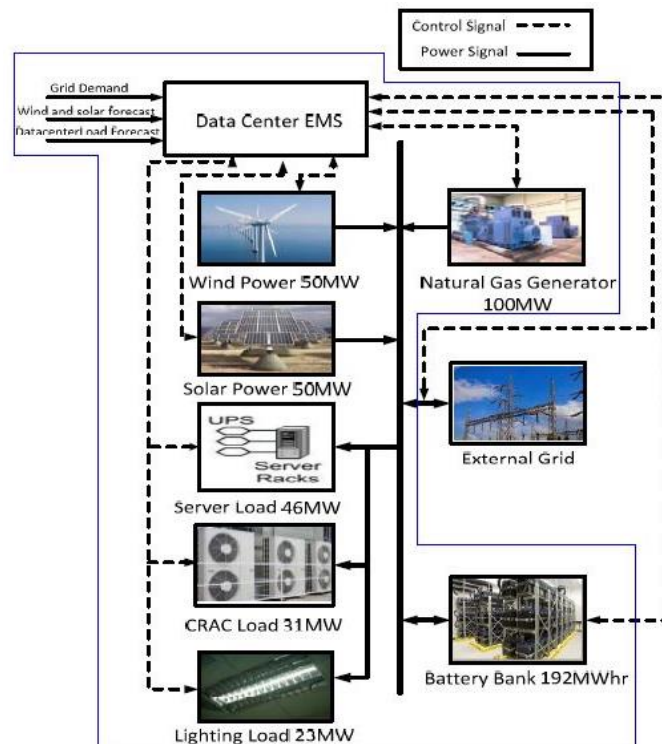 Control Signal
Power Signal
Grid Demand
Wind and solar forecast
DatacenterLoad Forecast
Data Center EMS
Wind Power 50MW
Natural Gas Generator
100MW
Solar Power 50MW
UPS
Server
Racks
External Grid
Server Load 46MW
CRAC Load 31MW
Battery Bank 192MWhr
Lighting Load 23MW